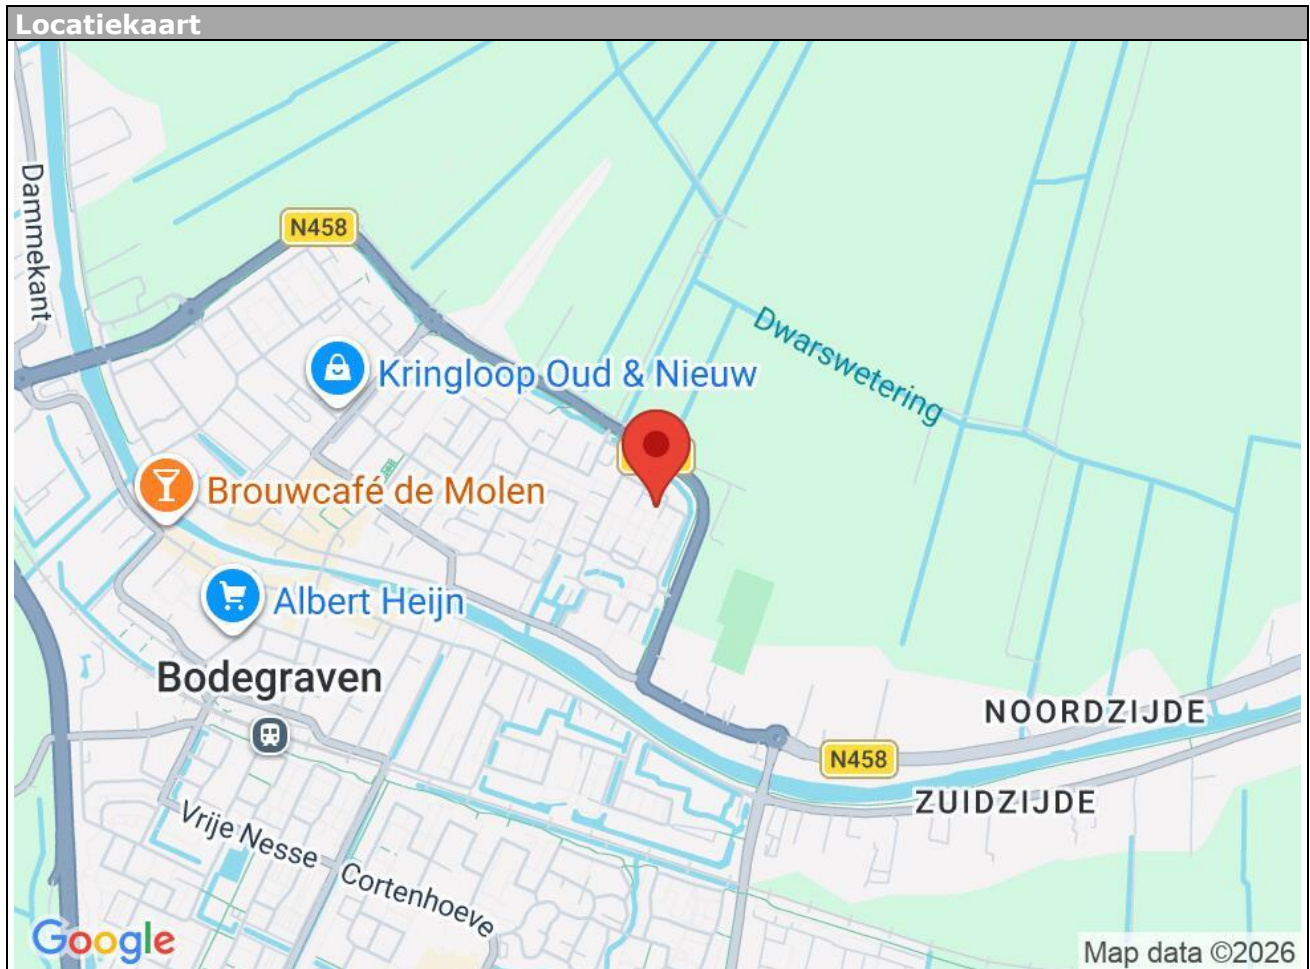 Locatiekaart
Dammekant
N458
Dwarswetering
Kringloop Oud & Nieuw
Brouwcafé de Molen
Albert Heijn
Bodegraven
NOORDZIJDE
N458
ZUIDZIJDE
Vrije Nesse
Cortenhoeve
Google
Map data ©2026